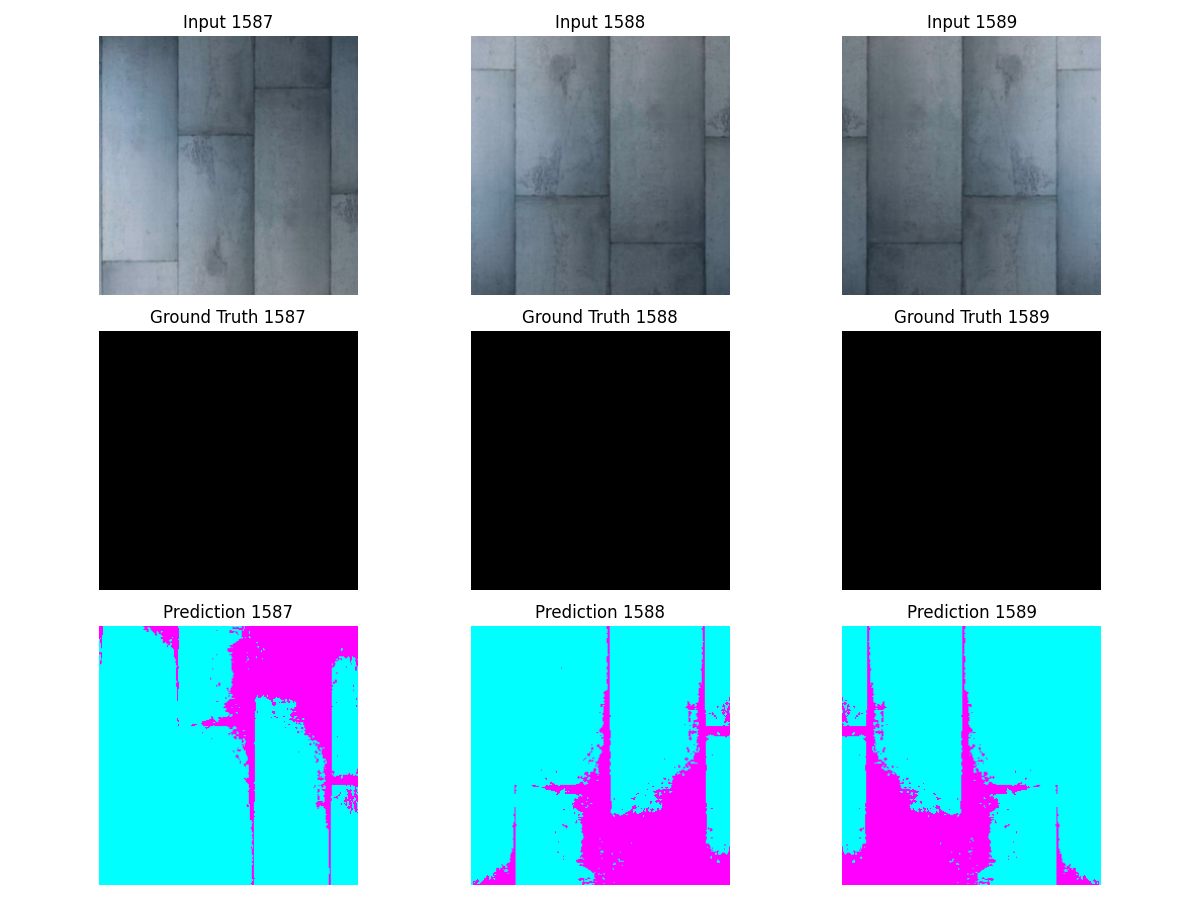 Input 1587
Input 1588
Input 1589
Ground Truth 1587
Ground Truth 1588
Ground Truth 1589
Prediction 1587
Prediction 1588
Prediction 1589